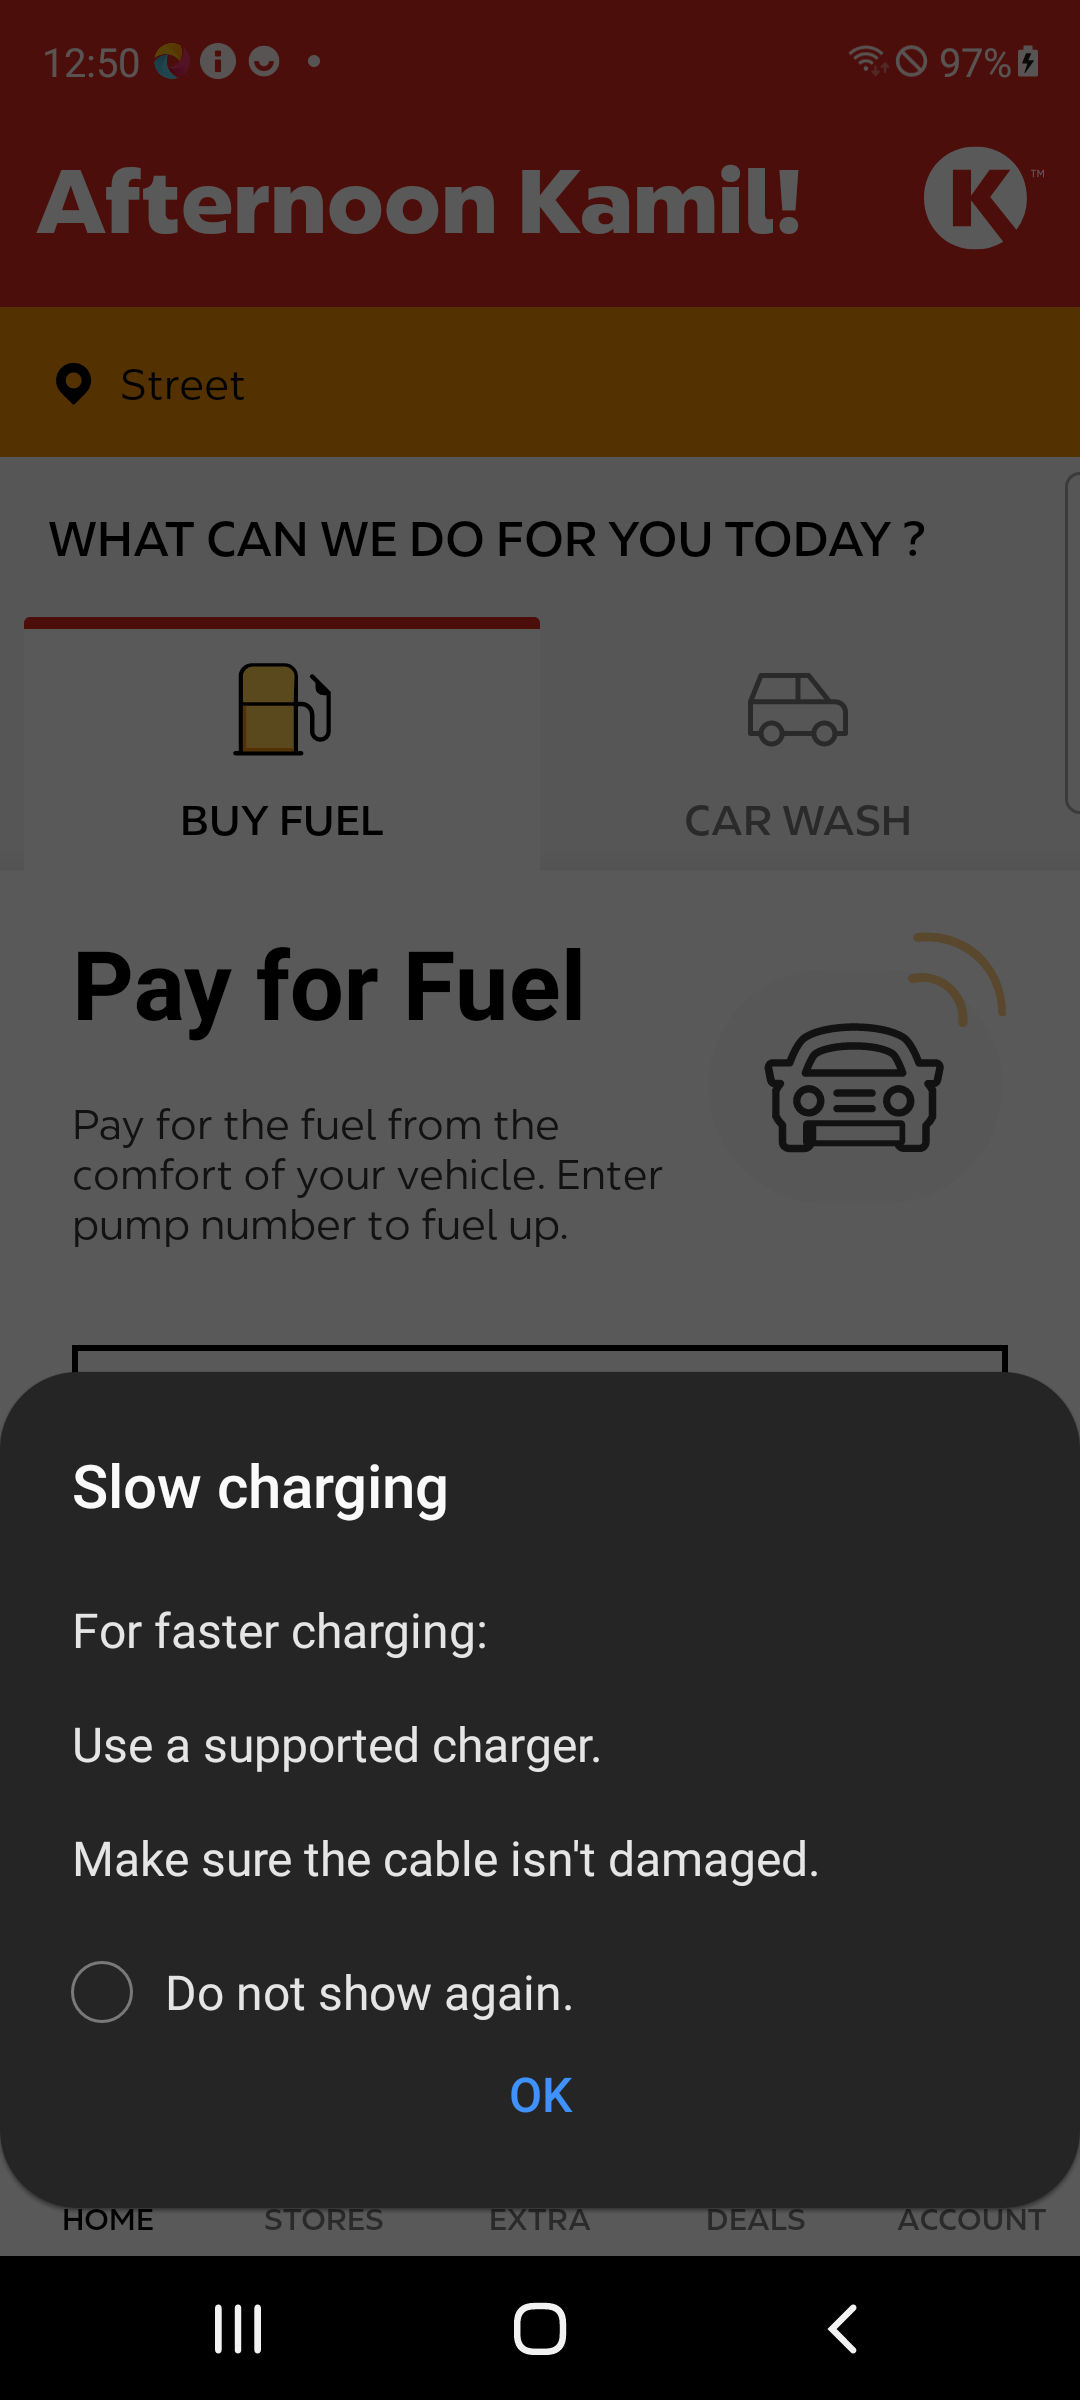 12:50
97%
Afternoon Kamil!
K
TM
Street
WHAT CAN WE DO FOR YOU TODAY ?
BUY FUEL
CAR WASH
Pay for Fuel
Pay for the fuel from the
comfort of your vehicle. Enter
pump number to fuel up.
Slow charging
For faster charging:
Use a supported charger.
Make sure the cable isn't damaged.
Do not show again.
OK
HOME
STORES
EXTRA
DEALS
ACCOUNT